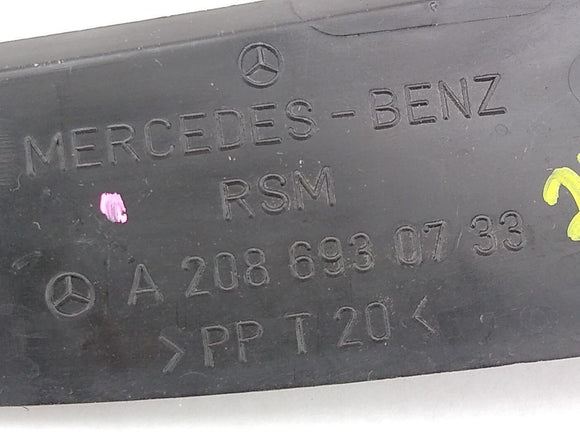 MERCEDES-BENZ
RSM
A 208 693 07 33
>PP T 20<